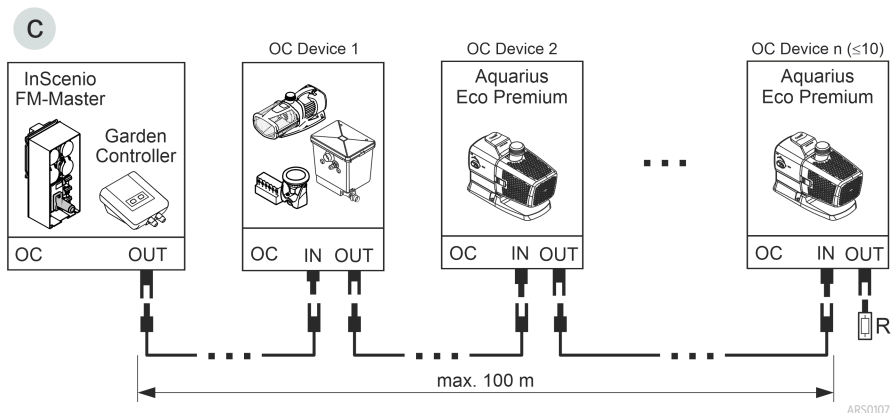 C
OC Device 1
OC Device 2
OC Device n (≤10)
InScenio
FM-Master
Garden
Controller
Aquarius
Eco Premium
Aquarius
Eco Premium
OC OUT
OC IN OUT
OC IN OUT
OC IN OUT
R
max. 100 m
ARS0107